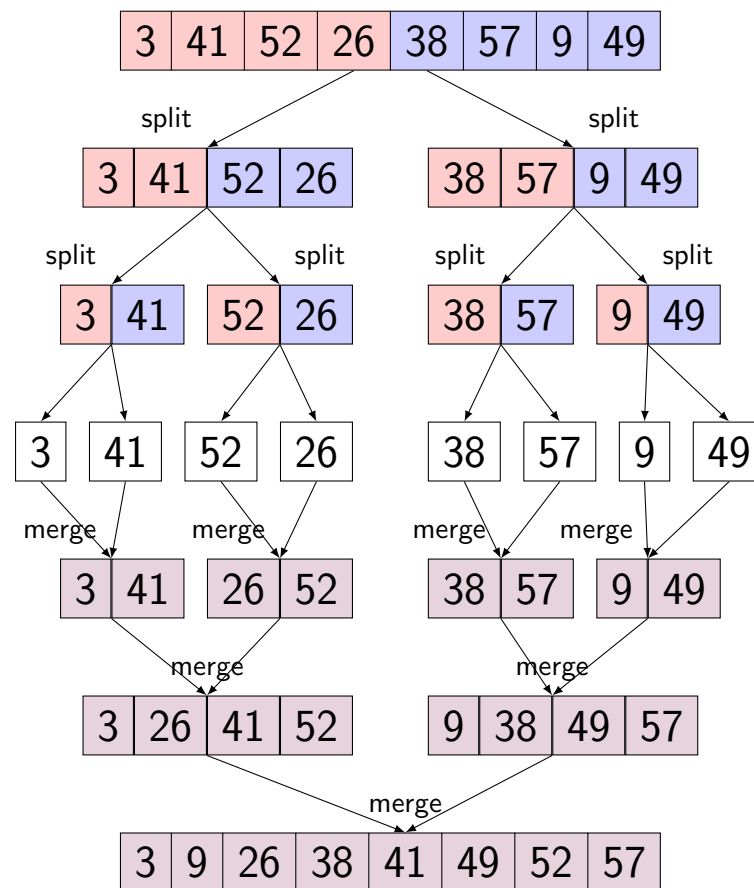 3 41 52 26 38 57 9 49
split split
3 41 52 26 38 57 9 49
split split split split
3 41 52 26 38 57 9 49
3 41 52 26 38 57 9 49
merge merge merge merge
3 41 26 52 38 57 9 49
merge merge
3 26 41 52 9 38 49 57
merge
3 9 26 38 41 49 52 57